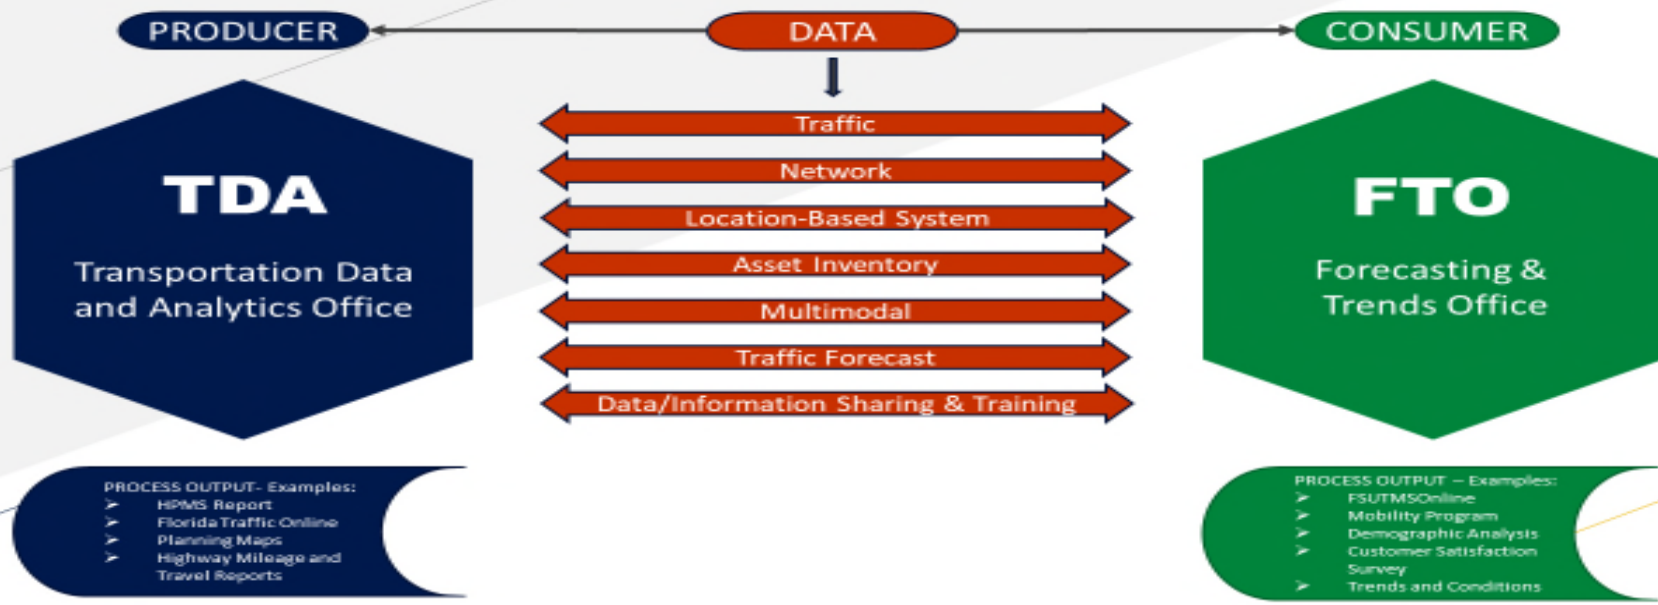 PRODUCER
DATA
CONSUMER
TDA
Transportation Data
and Analytics Office
Traffic
Network
Location-Based System
Asset Inventory
Multimodal
Traffic Forecast
Data/Information Sharing & Training
FTO
Forecasting &
Trends Office
PROCESS OUTPUT- Examples:
➢ HPMS Report
➢ Florida Traffic Online
➢ Planning Maps
➢ Highway Mileage and
Travel Reports
PROCESS OUTPUT – Examples:
➢ FSUTMSOnline
➢ Mobility Program
➢ Demographic Analysis
➢ Customer Satisfaction
Survey
➢ Trends and Conditions